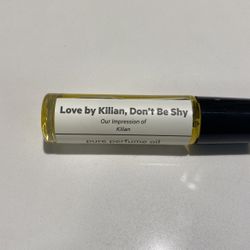 Love by Kilian, Don't Be Shy
Our Impression of
Kilian
pure perfume oil